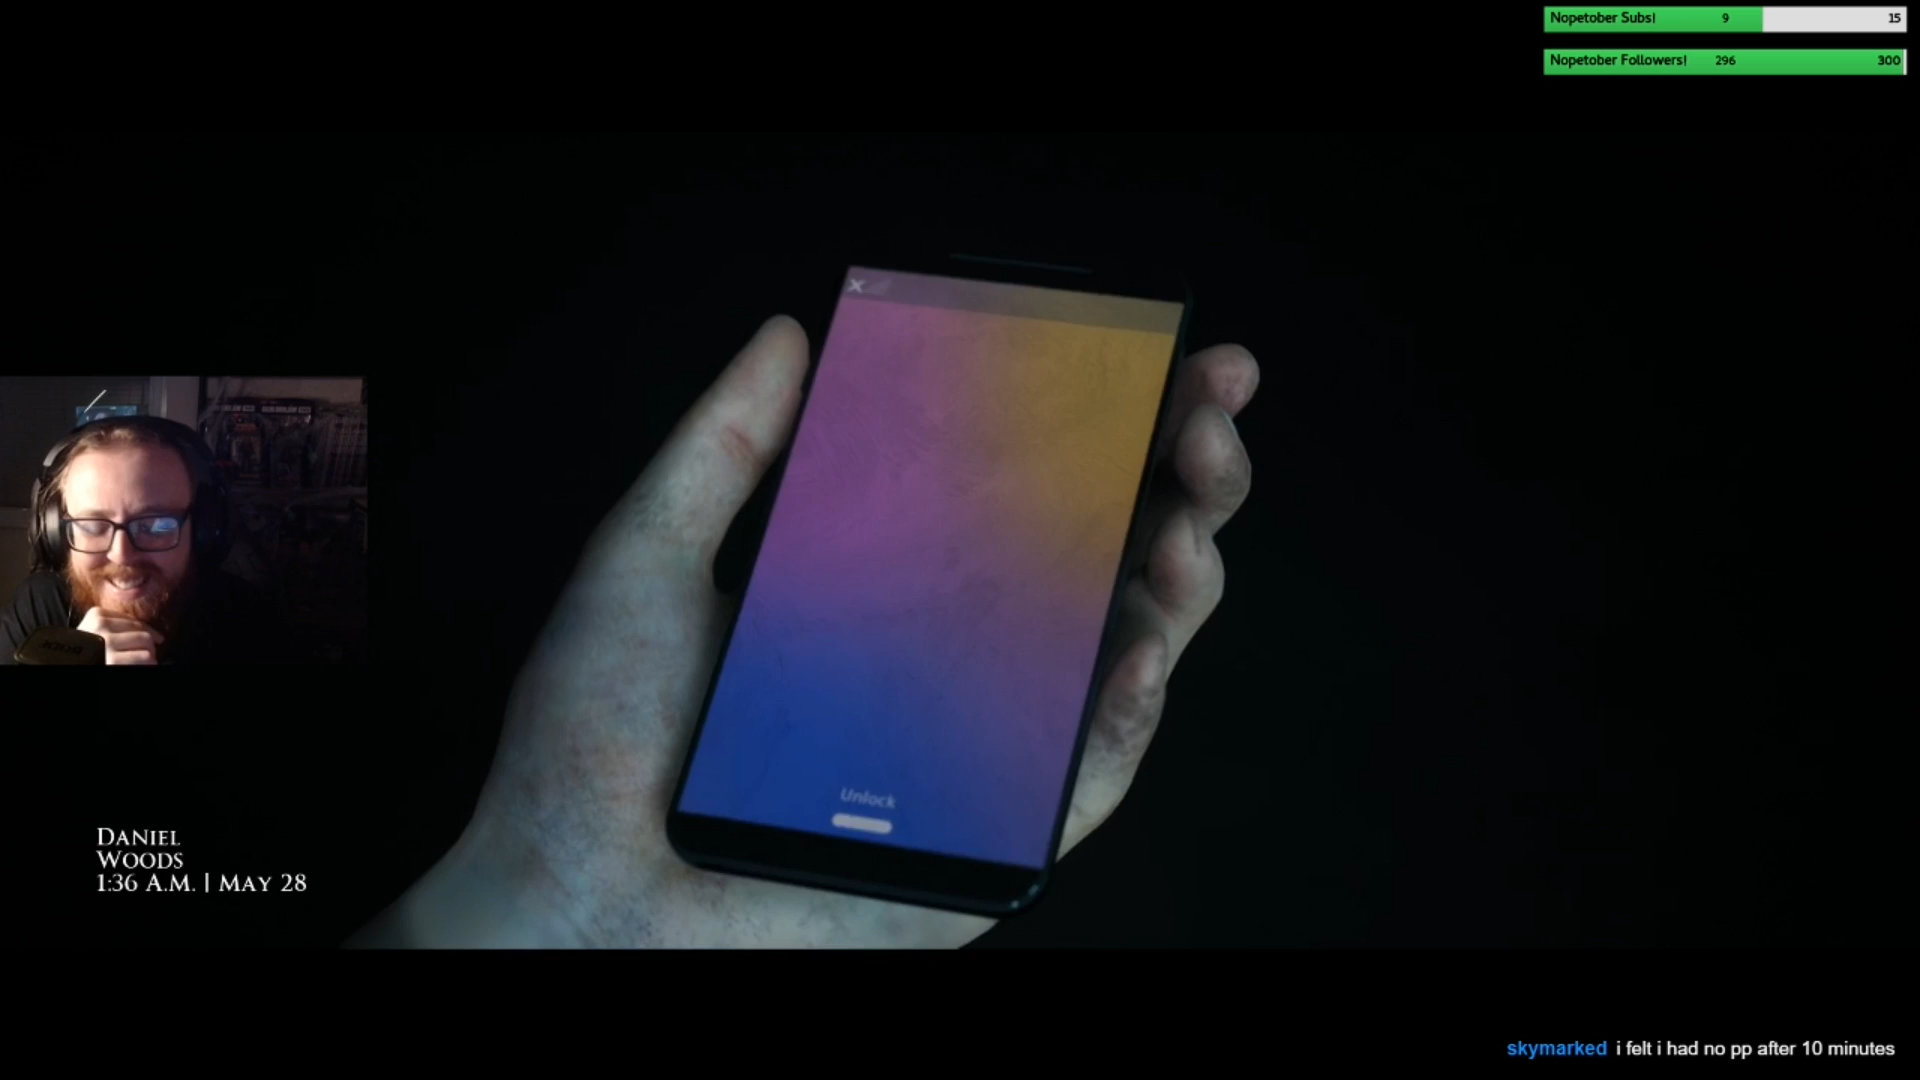 Nopetober Subs! 9 15
Nopetober Followers! 296 300
Unlock
DANIEL
WOODS
1:36 A.M. | MAY 28
skymarked i felt i had no pp after 10 minutes